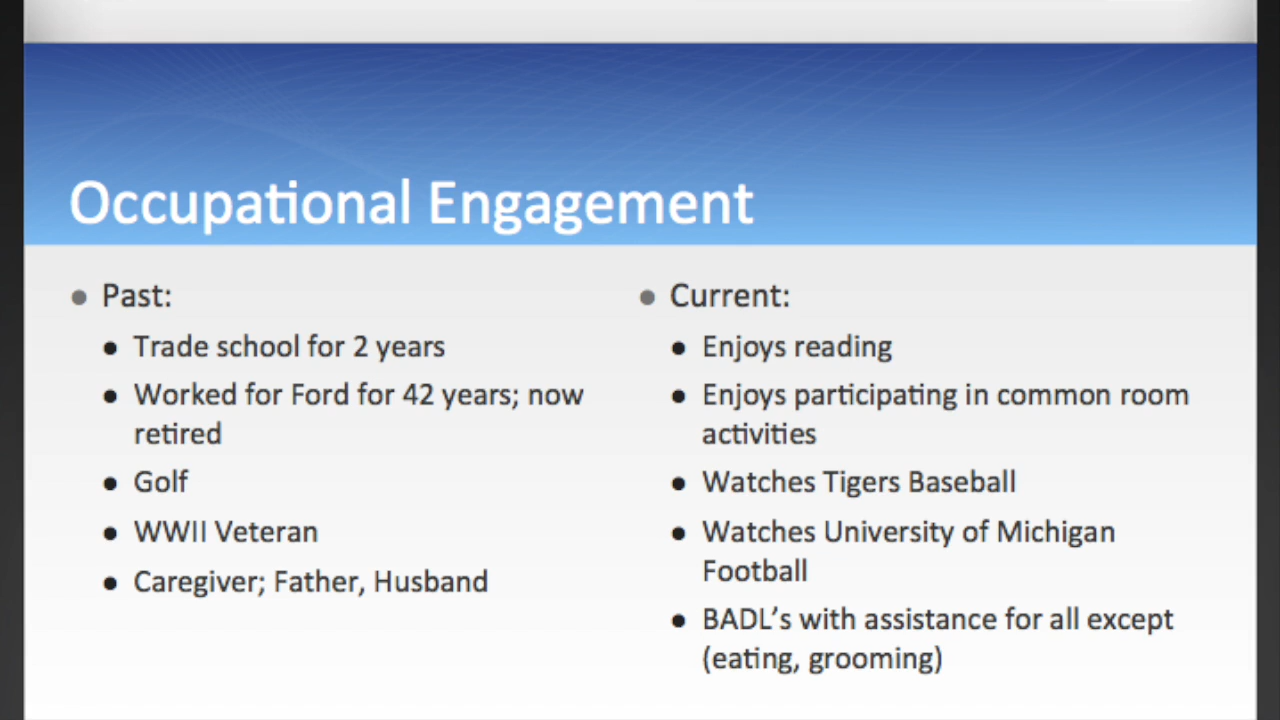 Occupational Engagement
Past:
Trade school for 2 years
Worked for Ford for 42 years; now
retired
Golf
WWII Veteran
Caregiver; Father, Husband
Current:
Enjoys reading
Enjoys participating in common room
activities
Watches Tigers Baseball
Watches University of Michigan
Football
BADL’s with assistance for all except
(eating, grooming)